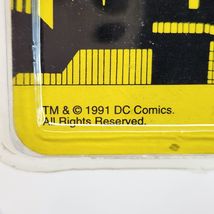 TM & © 1991 DC Comics.
All Rights Reserved.